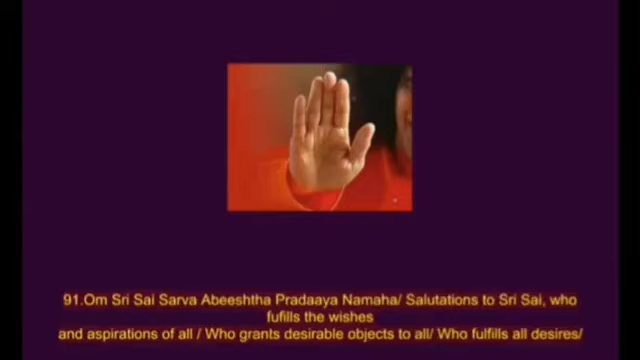 91.Om Sri Sai Sarva Abeeshtha Pradaaya Namaha/ Salutations to Sri Sai, who
fufills the wishes
and aspirations of all / Who grants desirable objects to all/ Who fulfills all desires/